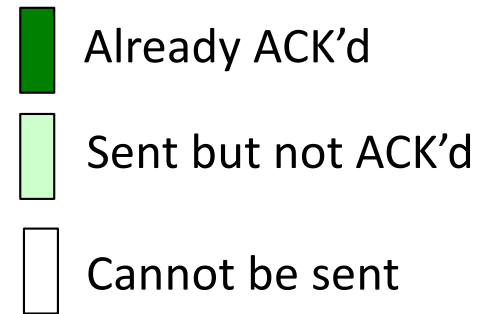 Already ACK’d
Sent but not ACK’d
Cannot be sent